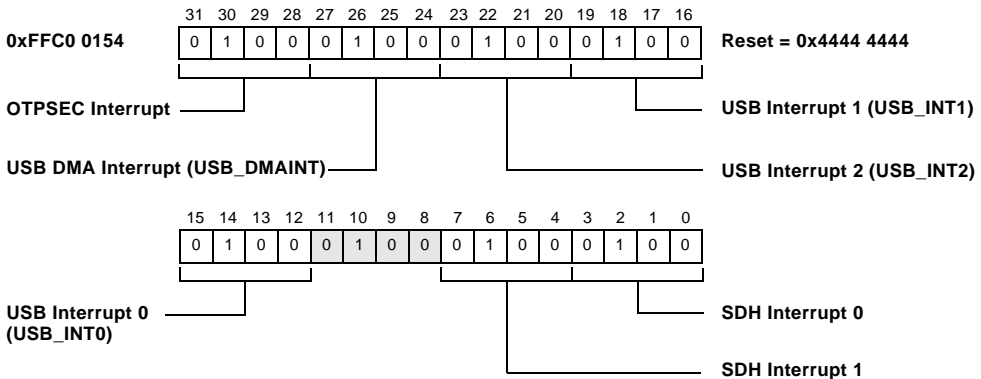 31 30 29 28 27 26 25 24 23 22 21 20 19 18 17 16
0xFFC0 0154 0 1 0 0 0 1 0 0 0 1 0 0 0 1 0 0 Reset = 0x4444 4444
OTPSEC Interrupt
USB Interrupt 1 (USB_INT1)
USB DMA Interrupt (USB_DMAINT)
USB Interrupt 2 (USB_INT2)
15 14 13 12 11 10 9 8 7 6 5 4 3 2 1 0
0 1 0 0 0 1 0 0 0 1 0 0 0 1 0 0
USB Interrupt 0
(USB_INT0)
SDH Interrupt 0
SDH Interrupt 1